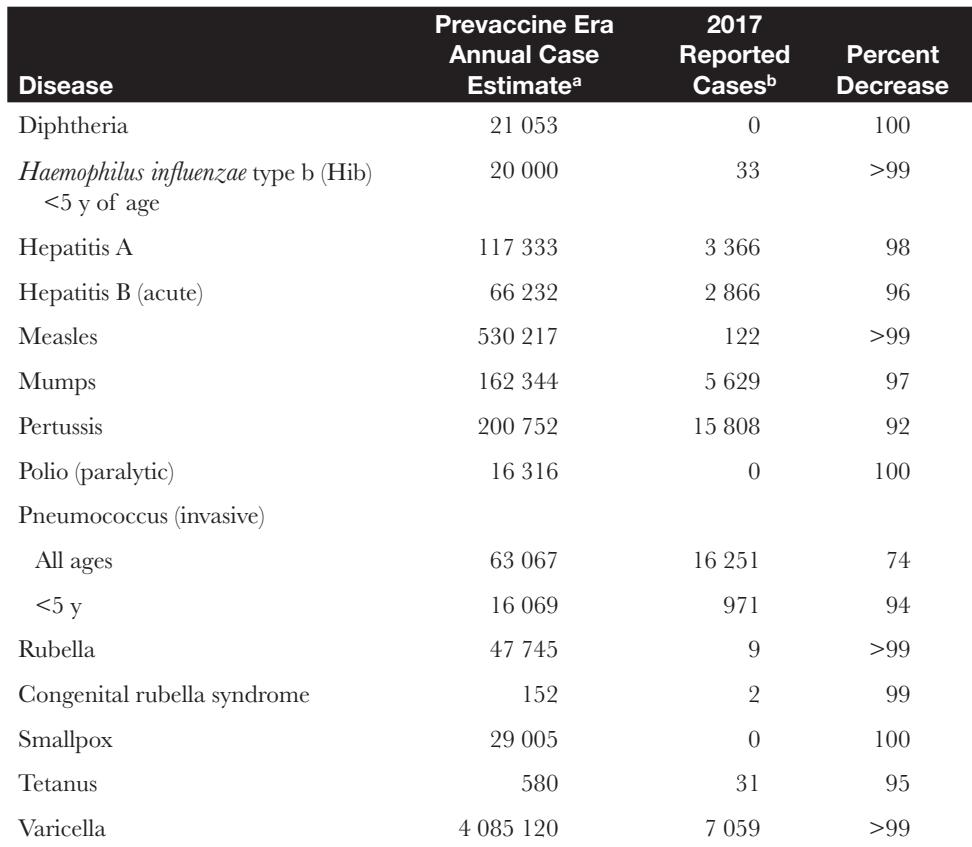 Disease Prevaccine Era Annual Case Estimateᵃ 2017 Reported Casesᵇ Percent Decrease
Diphtheria 21 053 0 100
Haemophilus influenzae type b (Hib) 20 000 33 >99
<5 y of age
Hepatitis A 117 333 3 366 98
Hepatitis B (acute) 66 232 2 866 96
Measles 530 217 122 >99
Mumps 162 344 5 629 97
Pertussis 200 752 15 808 92
Polio (paralytic) 16 316 0 100
Pneumococcus (invasive)
All ages 63 067 16 251 74
<5 y 16 069 971 94
Rubella 47 745 9 >99
Congenital rubella syndrome 152 2 99
Smallpox 29 005 0 100
Tetanus 580 31 95
Varicella 4 085 120 7 059 >99